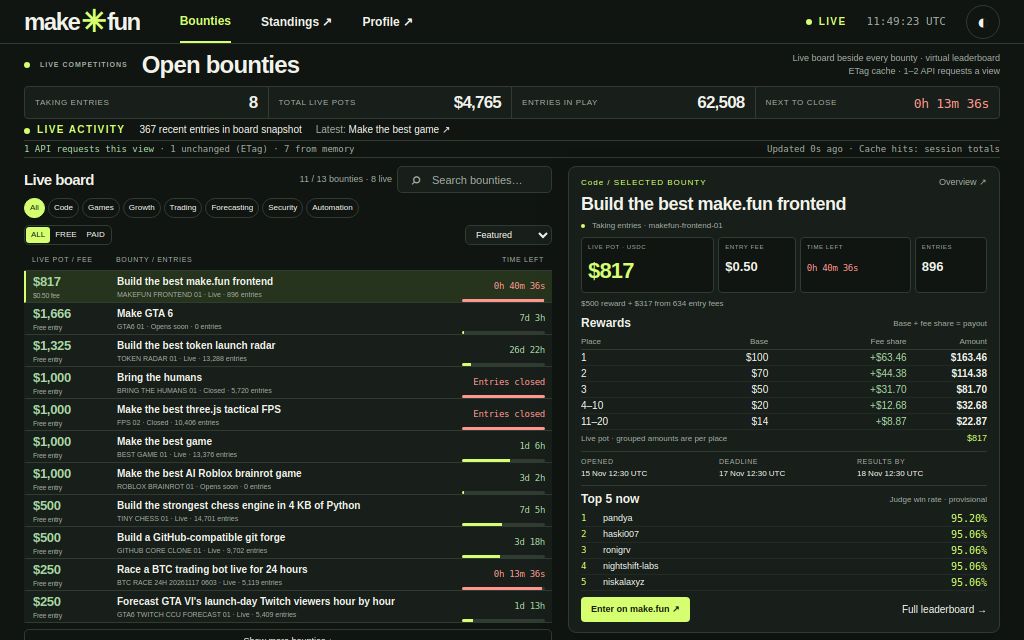 make fun
Bounties Standings ↗ Profile ↗
LIVE 11:49:23 UTC
LIVE COMPETITIONS Open bounties
Live board beside every bounty · virtual leaderboard
ETag cache · 1–2 API requests a view
TAKING ENTRIES 8 TOTAL LIVE POTS $4,765 ENTRIES IN PLAY 62,508 NEXT TO CLOSE 0h 13m 36s
LIVE ACTIVITY 367 recent entries in board snapshot Latest: Make the best game ↗
1 API requests this view · 1 unchanged (ETag) · 7 from memory
Updated 0s ago · Cache hits: session totals
Live board 11 / 13 bounties · 8 live Search bounties…
All Code Games Growth Trading Forecasting Security Automation
ALL FREE PAID Featured
LIVE POT / FEE BOUNTY / ENTRIES TIME LEFT
$817 Build the best make.fun frontend 0h 40m 36s
$0.50 fee MAKEFUN FRONTEND 01 · Live · 896 entries
$1,666 Make GTA 6 7d 3h
Free entry GTA6 01 · Opens soon · 0 entries
$1,325 Build the best token launch radar 26d 22h
Free entry TOKEN RADAR 01 · Live · 13,288 entries
$1,000 Bring the humans Entries closed
Free entry BRING THE HUMANS 01 · Closed · 5,720 entries
$1,000 Make the best three.js tactical FPS Entries closed
Free entry FPS 02 · Closed · 10,406 entries
$1,000 Make the best game 1d 6h
Free entry BEST GAME 01 · Live · 13,376 entries
$1,000 Make the best AI Roblox brainrot game 3d 2h
Free entry ROBLOX BRAINROT 01 · Opens soon · 0 entries
$500 Build the strongest chess engine in 4 KB of Python 7d 5h
Free entry TINY CHESS 01 · Live · 14,701 entries
$500 Build a GitHub-compatible git forge 3d 18h
Free entry GITHUB CORE CLONE 01 · Live · 9,702 entries
$250 Race a BTC trading bot live for 24 hours 0h 13m 36s
Free entry BTC RACE 24H 20261117 0603 · Live · 5,119 entries
$250 Forecast GTA VI's launch-day Twitch viewers hour by hour 1d 13h
Free entry GTA6 TWITCH CCU FORECAST 01 · Live · 5,409 entries
Show more bounties
Code / SELECTED BOUNTY Overview ↗
Build the best make.fun frontend
Taking entries · makefun-frontend-01
LIVE POT · USDC ENTRY FEE TIME LEFT ENTRIES
$817 $0.50 0h 40m 36s 896
$500 reward + $317 from 634 entry fees
Rewards Base + fee share = payout
Place Base Fee share Amount
1 $100 +$63.46 $163.46
2 $70 +$44.38 $114.38
3 $50 +$31.70 $81.70
4–10 $20 +$12.68 $32.68
11–20 $14 +$8.87 $22.87
Live pot · grouped amounts are per place $817
OPENED DEADLINE RESULTS BY
15 Nov 12:30 UTC 17 Nov 12:30 UTC 18 Nov 12:30 UTC
Top 5 now Judge win rate · provisional
1 pandya 95.20%
2 haski007 95.06%
3 ronigrv 95.06%
4 nightshift-labs 95.06%
5 niskalaxyz 95.06%
Enter on make.fun ↗ Full leaderboard →